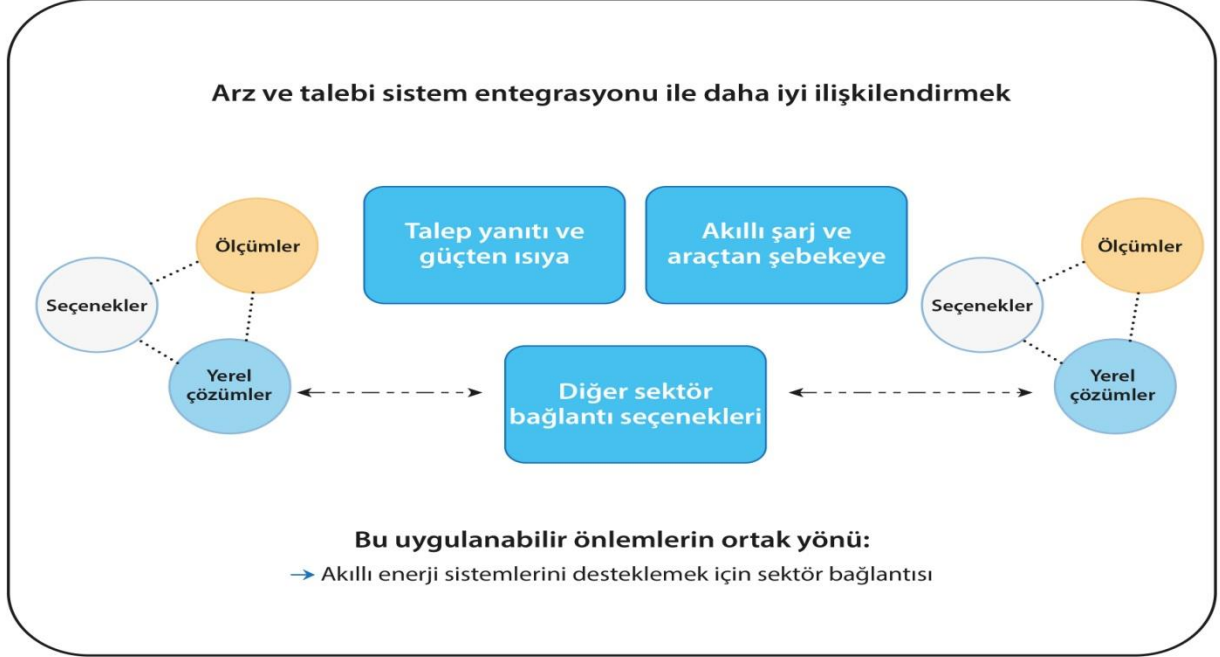 Arz ve talebi sistem entegrasyonu ile daha iyi ilişkilendirmek
Ölçümler
Seçenekler
Yerel
çözümler
Talep yanıtı ve
güçten ısıya
Akıllı şarj ve
araçtan şebekeye
Diğer sektör
bağlantı seçenekleri
Ölçümler
Seçenekler
Yerel
çözümler
Bu uygulanabilir önlemlerin ortak yönü:
→ Akıllı enerji sistemlerini desteklemek için sektör bağlantısı